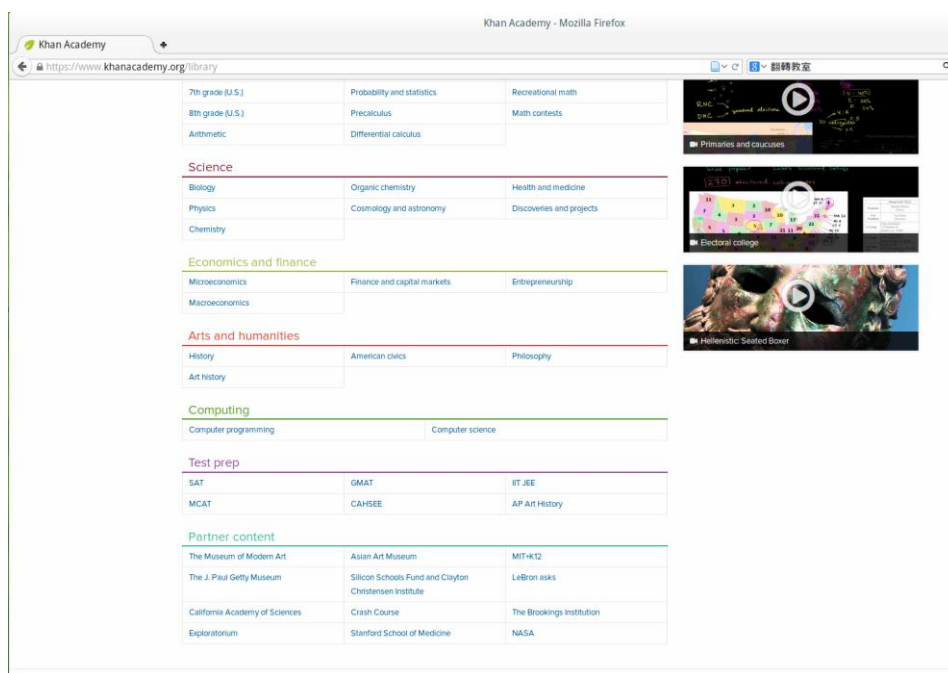 Khan Academy - Mozilla Firefox
Khan Academy
https://www.khanacademy.org/library
翻轉教室
7th grade (U.S.) Probability and statistics Recreational math
8th grade (U.S.) Precalculus Math contests
Arithmetic Differential calculus
Science
Biology Organic chemistry Health and medicine
Physics Cosmology and astronomy Discoveries and projects
Chemistry
Economics and finance
Microeconomics Finance and capital markets Entrepreneurship
Macroeconomics
Arts and humanities
History American civics Philosophy
Art history
Computing
Computer programming Computer science
Test prep
SAT GMAT IIT JEE
MCAT CAHSEE AP Art History
Partner content
The Museum of Modern Art Asian Art Museum MIT+K12
The J. Paul Getty Museum Silicon Schools Fund and Clayton LeBron asks
Christensen Institute
California Academy of Sciences Crash Course The Brookings Institution
Exploratorium Stanford School of Medicine NASA
Primaries and caucuses
Electoral college
Hellenistic: Seated Boxer